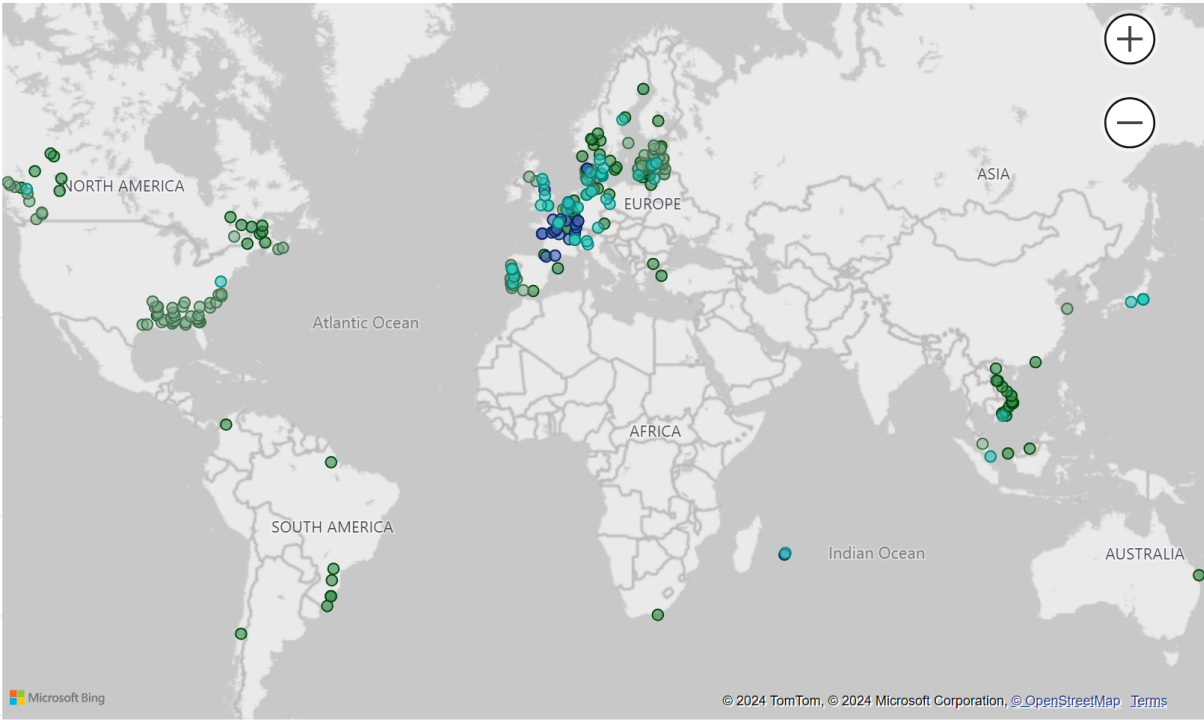 ASIA
NORTH AMERICA
EUROPE
Atlantic Ocean
AFRICA
SOUTH AMERICA
Indian Ocean
AUSTRALIA
Microsoft Bing
© 2024 TomTom, © 2024 Microsoft Corporation, © OpenStreetMap Terms